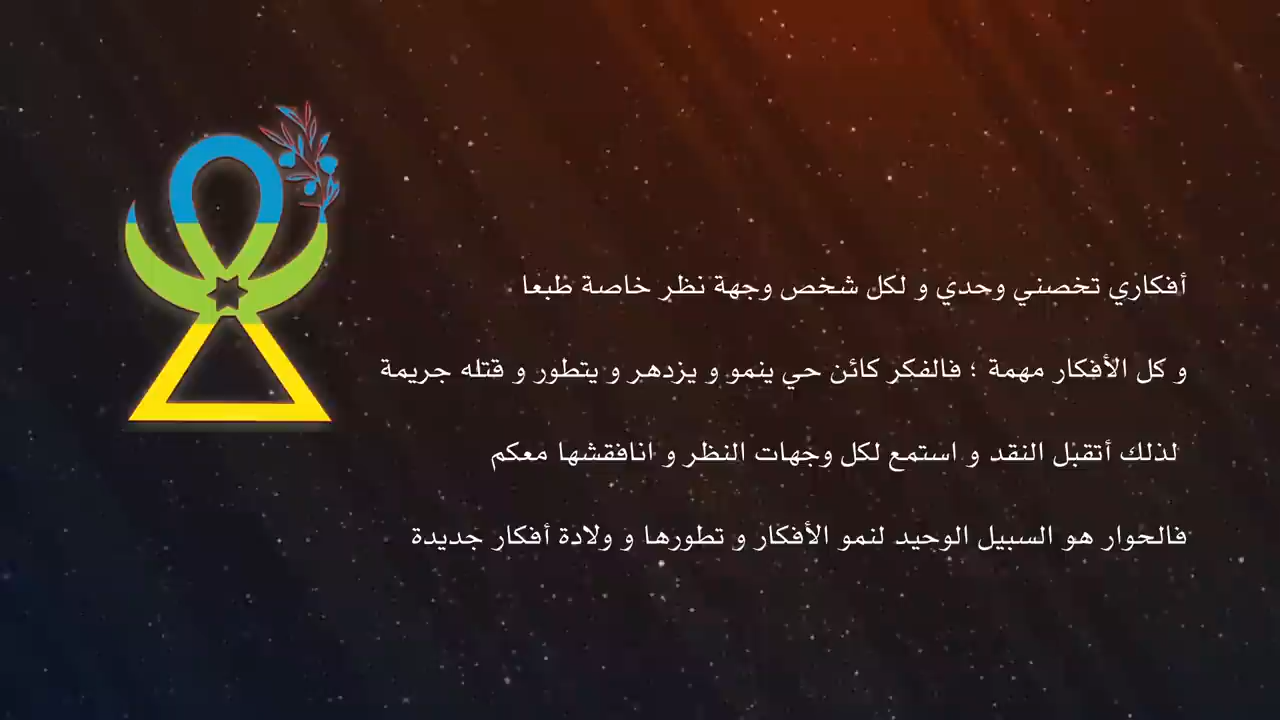 أفكاري تخصني وحدي و لكل شخص وجهة نظر خاصة طبعا
و كل الأفكار مهمة ؛ فالفكر كائن حي ينمو و يزدهر و يتطور و قتله جريمة
لذلك أتقبل النقد و استمع لكل وجهات النظر و انافقشها معكم
فالحوار هو السبيل الوحيد لنمو الأفكار و تطورها و ولادة أفكار جديدة